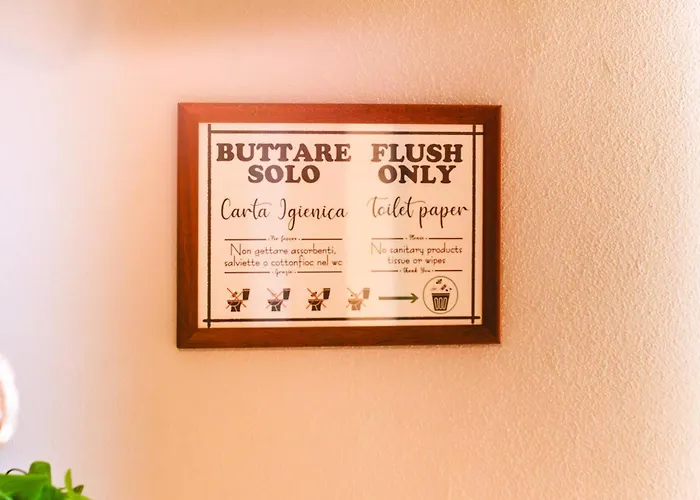 BUTTARE
SOLO
Carta Igienica
Per favore
Non gettare assorbenti,
salviette o cottonfioc nel wc
Grazie
FLUSH
ONLY
Toilet paper
Please
No sanitary products
tissue or wipes
Thank You